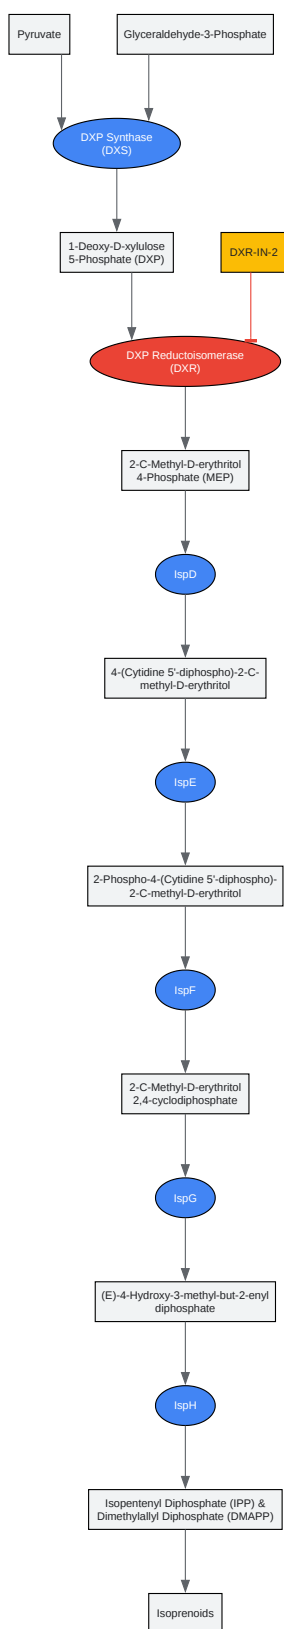 Pyruvate
Glyceraldehyde-3-Phosphate
DXP Synthase
(DXS)
1-Deoxy-D-xylulose
5-Phosphate (DXP)
DXR-IN-2
DXP Reductoisomerase
(DXR)
2-C-Methyl-D-erythritol
4-Phosphate (MEP)
IspD
4-(Cytidine 5'-diphospho)-2-C-
methyl-D-erythritol
IspE
2-Phospho-4-(Cytidine 5'-diphospho)-
2-C-methyl-D-erythritol
IspF
2-C-Methyl-D-erythritol
2,4-cyclodiphosphate
IspG
(E)-4-Hydroxy-3-methyl-but-2-enyl
diphosphate
IspH
Isopentenyl Diphosphate (IPP) &
Dimethylallyl Diphosphate (DMAPP)
Isoprenoids